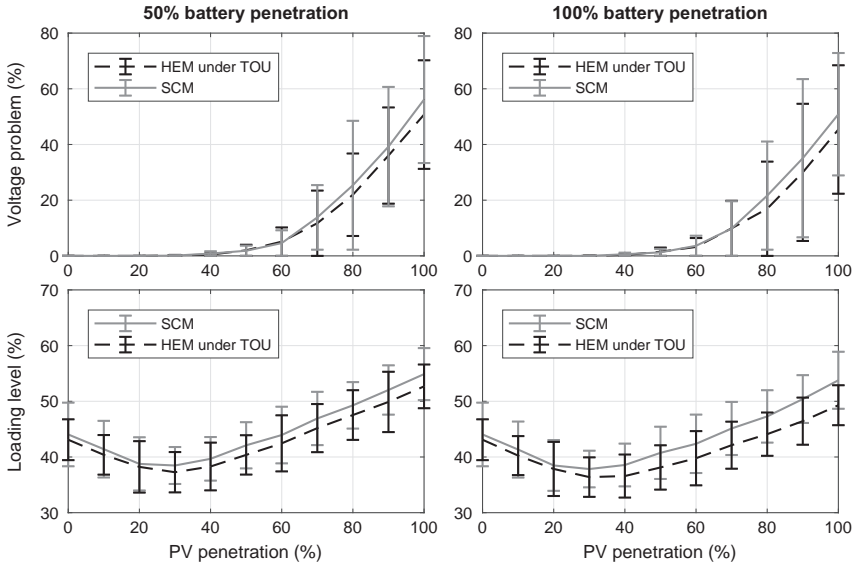 50% battery penetration
100% battery penetration
Voltage problem (%)
80
60
40
20
0
HEM under TOU
SCM
0 20 40 60 80 100
80
60
40
20
0
HEM under TOU
SCM
0 20 40 60 80 100
Loading level (%)
70
60
50
40
30
SCM
HEM under TOU
0 20 40 60 80 100
PV penetration (%)
70
60
50
40
30
SCM
HEM under TOU
0 20 40 60 80 100
PV penetration (%)